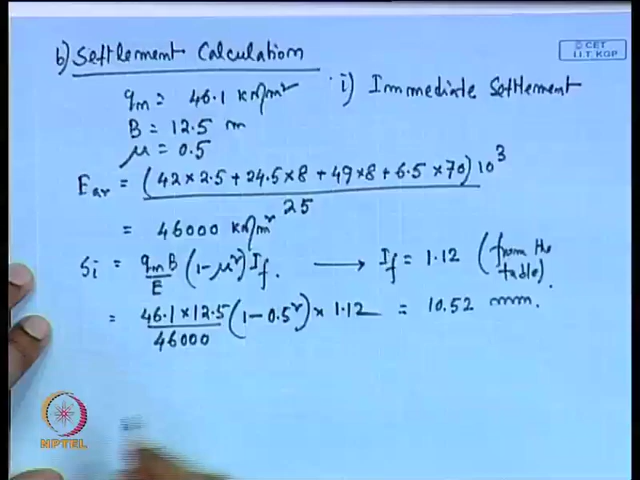 b) Settlement Calculation
© CET
I.I.T. KGP
qm = 46.1 kN/m²
i) Immediate Settlement
B = 12.5 m
μ = 0.5
Eav = (42×2.5 + 24.5×8 + 49×8 + 6.5×70) 10³ / 25
= 46000 kN/m²
Si = qm B / E (1-μ²) If. ⟶ If = 1.12 (from the table).
= 46.1 × 12.5 / 46000 (1-0.5²) × 1.12 = 10.52 mm.
NPTEL